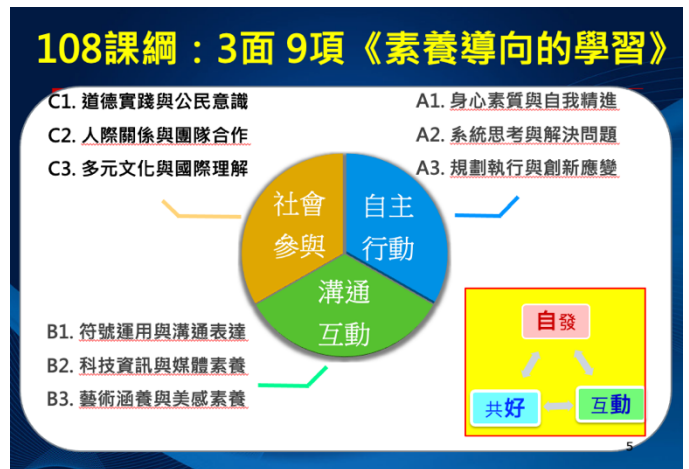 108課綱：3面 9項《素養導向的學習》
C1. 道德實踐與公民意識
C2. 人際關係與團隊合作
C3. 多元文化與國際理解
A1. 身心素質與自我精進
A2. 系統思考與解決問題
A3. 規劃執行與創新應變
社會
參與
自主
行動
溝通
互動
B1. 符號運用與溝通表達
B2. 科技資訊與媒體素養
B3. 藝術涵養與美感素養
自發
共好
互動
5